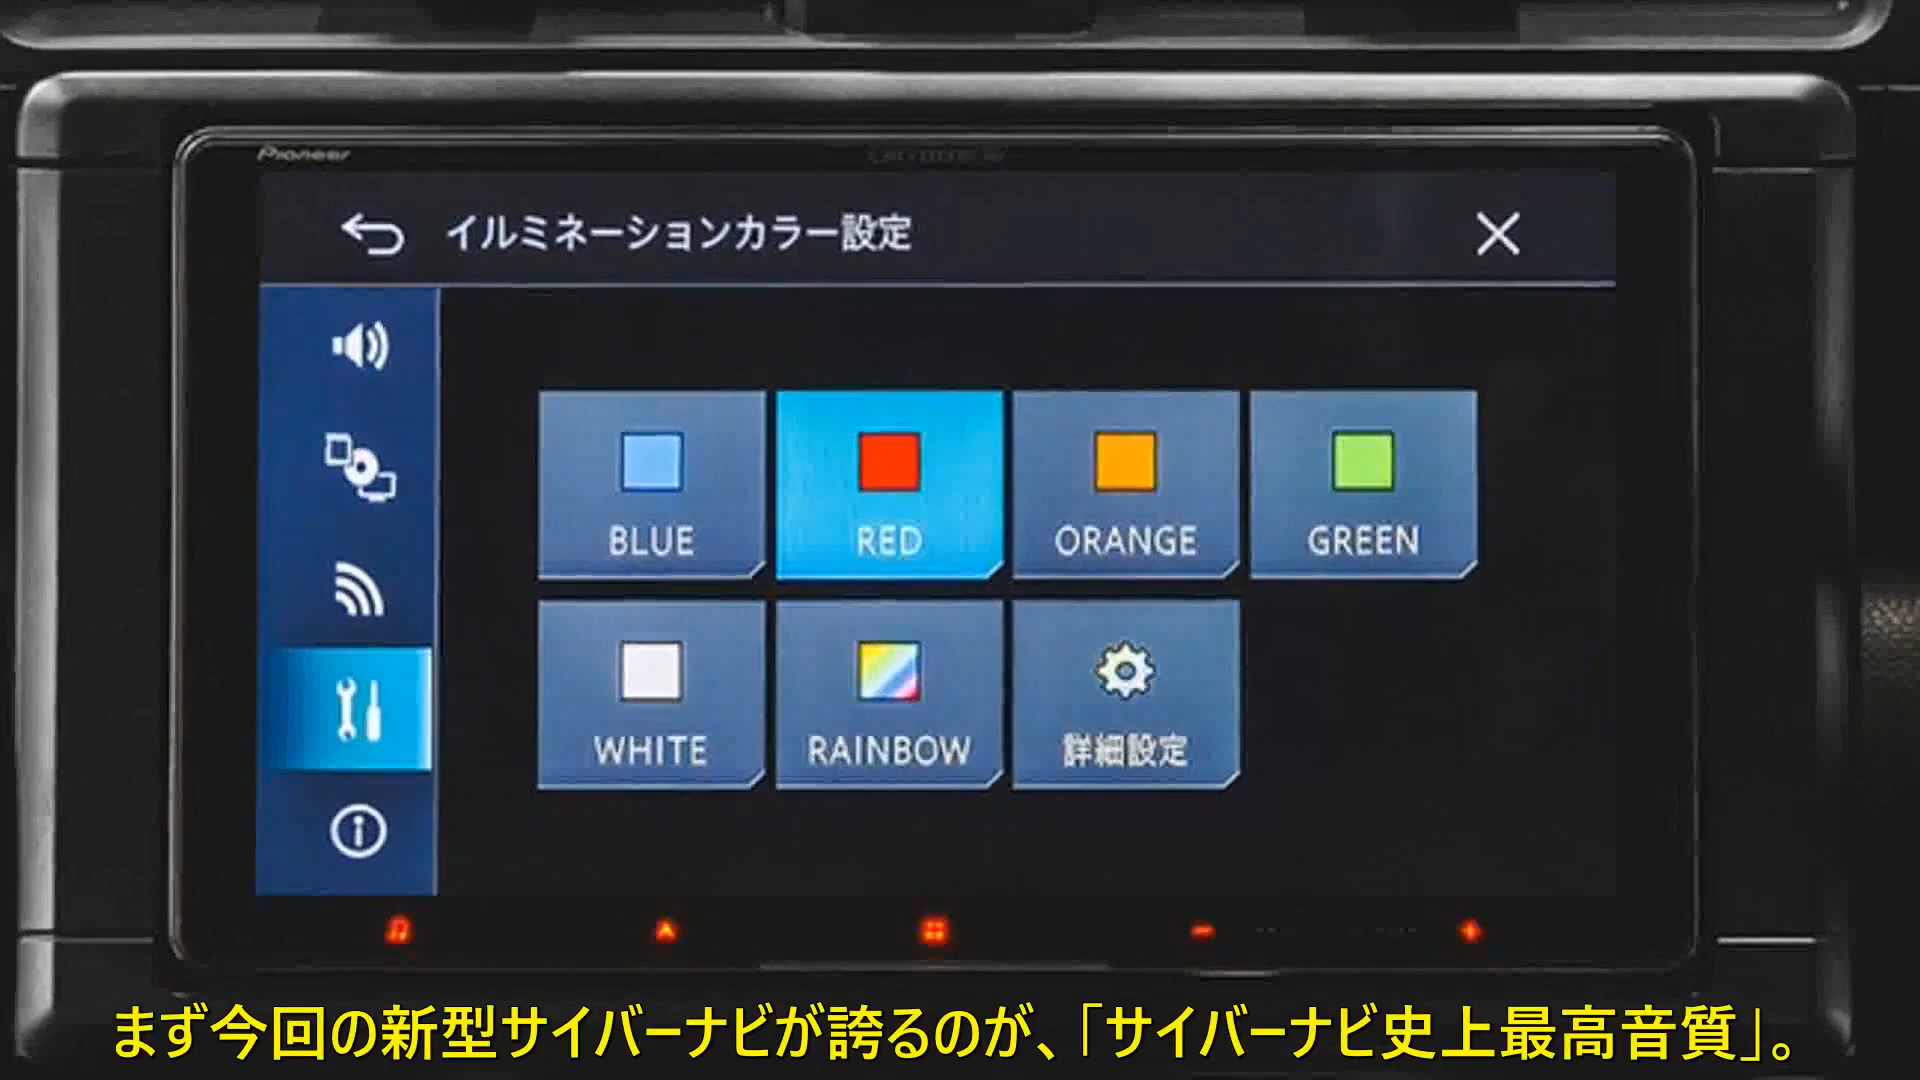 Pioneer
carrozzeria
イルミネーションカラー設定
BLUE
RED
ORANGE
GREEN
WHITE
RAINBOW
詳細設定
まず今回の新型サイバーナビが誇るのが、「サイバーナビ史上最高音質」。